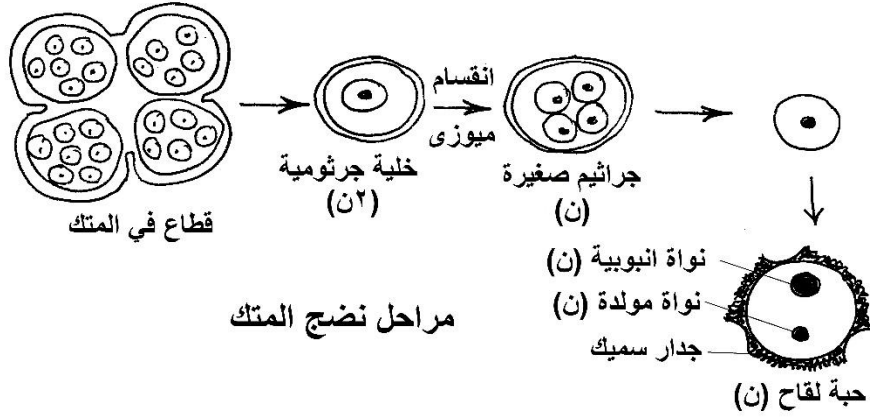 انقسام
ميوزى
خلية جرثومية
(٢ن)
جراثيم صغيرة
(ن)
قطاع في المتك
نواة انبوبية (ن)
نواة مولدة (ن)
جدار سميك
حبة لقاح (ن)
مراحل نضج المتك